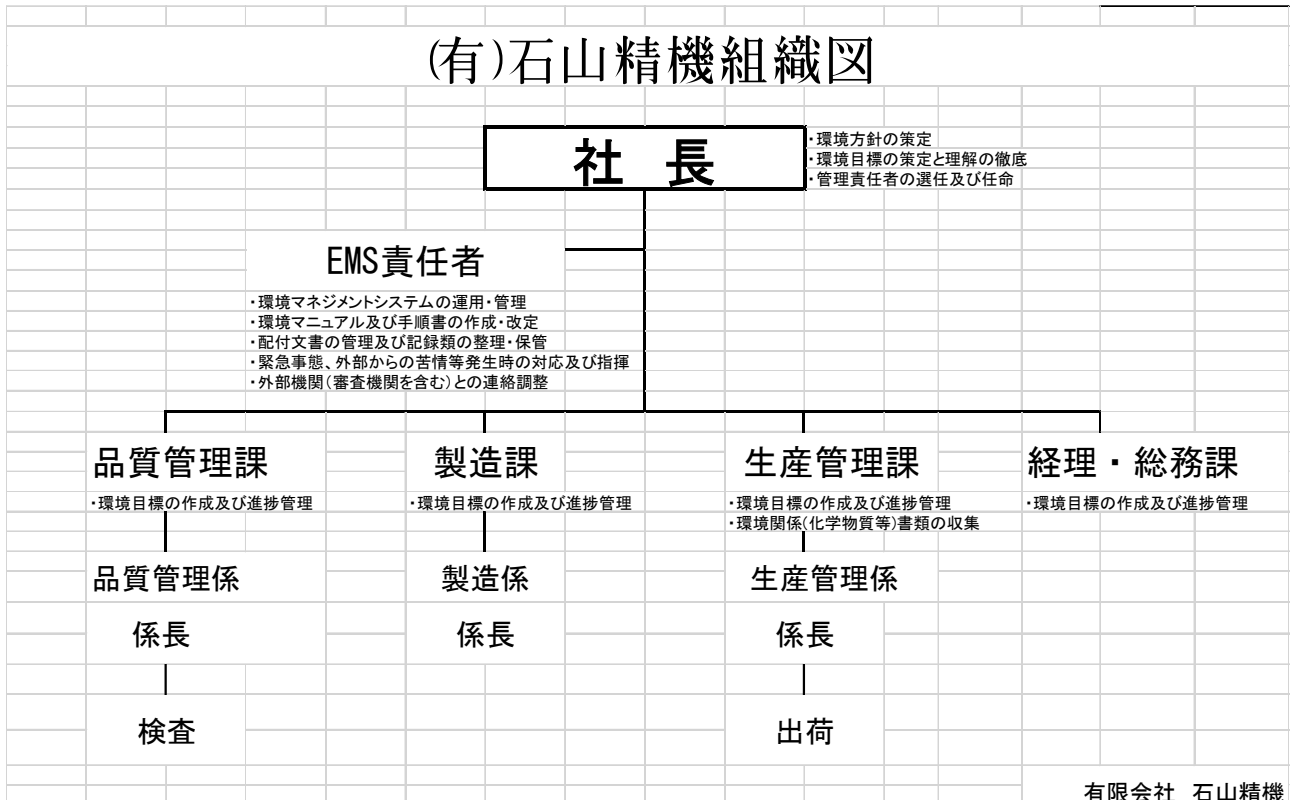 (有)石山精機組織図
社 長
・環境方針の策定
・環境目標の策定と理解の徹底
・管理責任者の選任及び任命
EMS責任者
・環境マネジメントシステムの運用・管理
・環境マニュアル及び手順書の作成・改定
・配付文書の管理及び記録類の整理・保管
・緊急事態、外部からの苦情等発生時の対応及び指揮
・外部機関(審査機関を含む)との連絡調整
品質管理課
・環境目標の作成及び進捗管理
製造課
・環境目標の作成及び進捗管理
生産管理課
・環境目標の作成及び進捗管理
・環境関係(化学物質等)書類の収集
経理・総務課
・環境目標の作成及び進捗管理
品質管理係
係長
検査
製造係
係長
生産管理係
係長
出荷
有限会社 石山精機